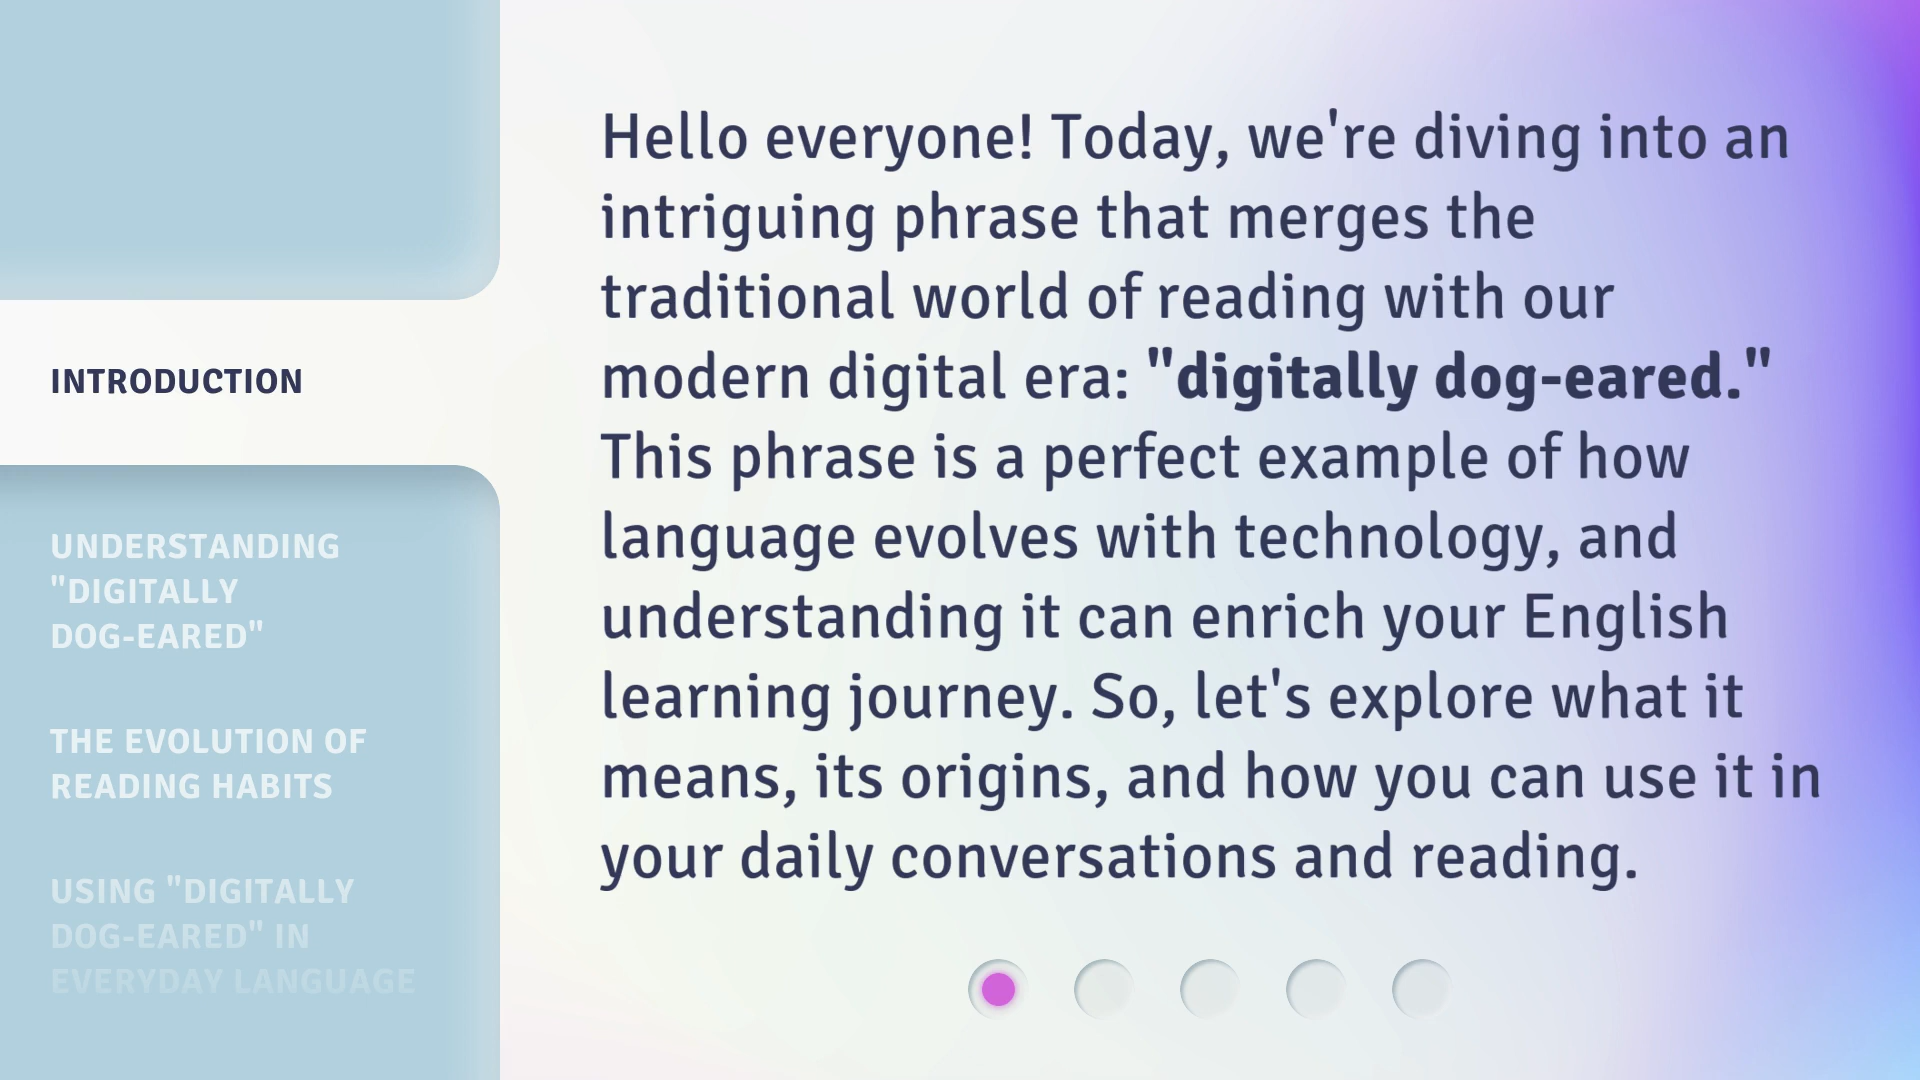 INTRODUCTION
UNDERSTANDING
"DIGITALLY
DOG-EARED"
THE EVOLUTION OF
READING HABITS
USING "DIGITALLY
DOG-EARED" IN
EVERYDAY LANGUAGE
Hello everyone! Today, we're diving into an
intriguing phrase that merges the
traditional world of reading with our
modern digital era: "digitally dog-eared."
This phrase is a perfect example of how
language evolves with technology, and
understanding it can enrich your English
learning journey. So, let's explore what it
means, its origins, and how you can use it in
your daily conversations and reading.